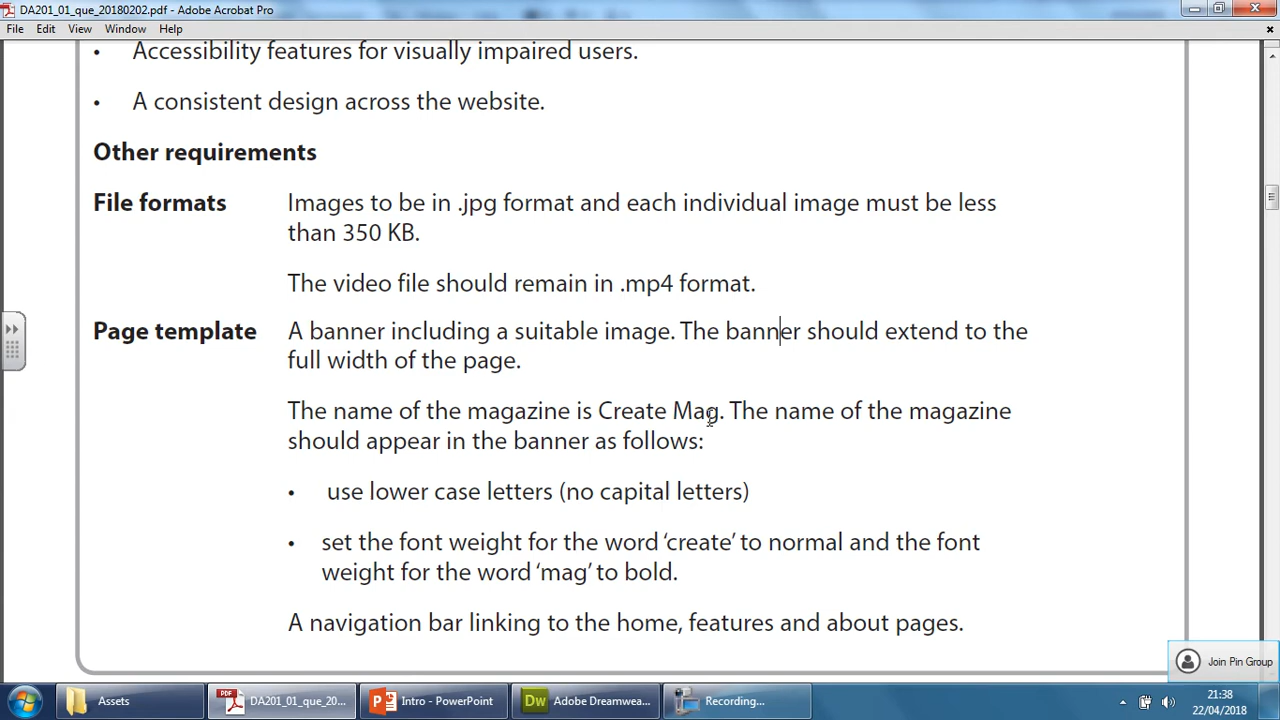 DA201_01_que_20180202.pdf - Adobe Acrobat Pro
File Edit View Window Help
• Accessibility features for visually impaired users.
• A consistent design across the website.
Other requirements
File formats Images to be in .jpg format and each individual image must be less
than 350 KB.
The video file should remain in .mp4 format.
Page template A banner including a suitable image. The banner should extend to the
full width of the page.
The name of the magazine is Create Mag. The name of the magazine
should appear in the banner as follows:
• use lower case letters (no capital letters)
• set the font weight for the word ‘create’ to normal and the font
weight for the word ‘mag’ to bold.
A navigation bar linking to the home, features and about pages.
Join Pin Group
Assets
PDF DA201_01_que_20...
Intro - PowerPoint
Dw Adobe Dreamwea...
Recording...
21:38
22/04/2018